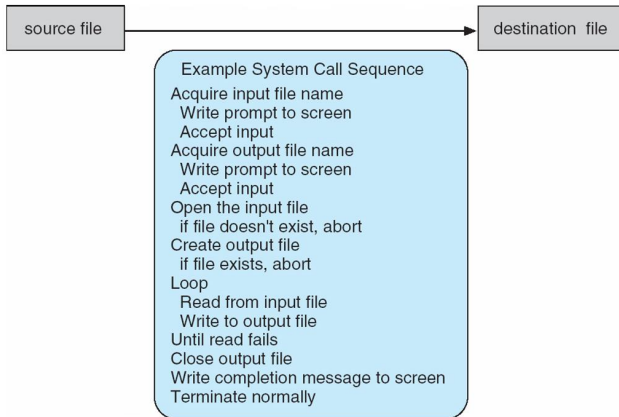 source file
destination file
Example System Call Sequence
Acquire input file name
Write prompt to screen
Accept input
Acquire output file name
Write prompt to screen
Accept input
Open the input file
if file doesn't exist, abort
Create output file
if file exists, abort
Loop
Read from input file
Write to output file
Until read fails
Close output file
Write completion message to screen
Terminate normally